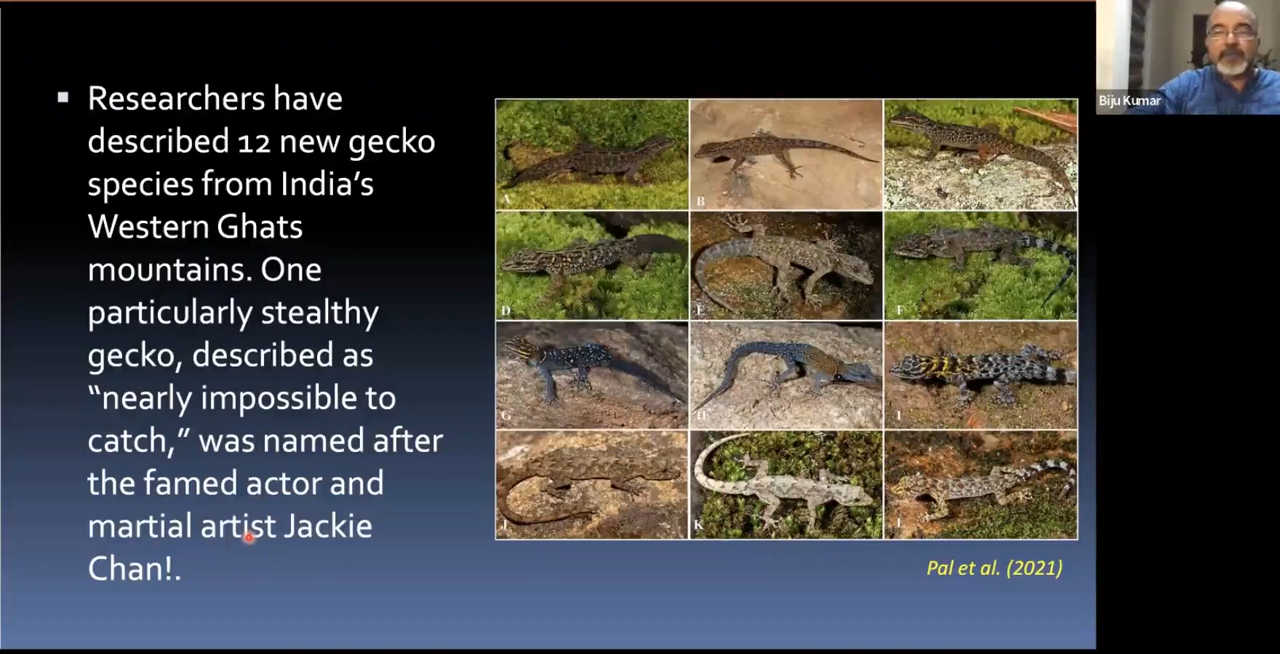 ▪ Researchers have
described 12 new gecko
species from India's
Western Ghats
mountains. One
particularly stealthy
gecko, described as
“nearly impossible to
catch,” was named after
the famed actor and
martial artist Jackie
Chan!.
A
B
D
E
F
G
H
I
J
K
L
Pal et al. (2021)
Biju Kumar